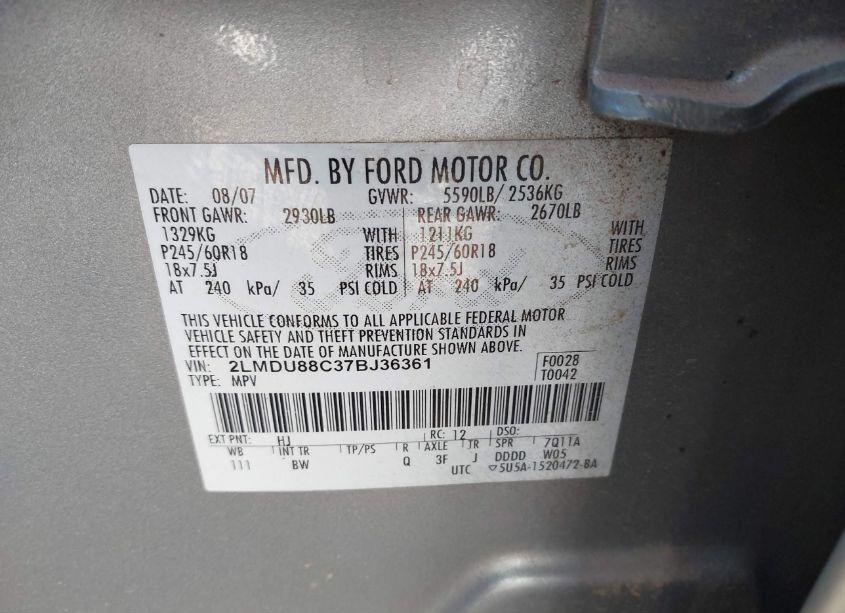 MFD. BY FORD MOTOR CO.
DATE: 08/07 GVWR: 5590LB/ 2536KG
FRONT GAWR: 2930LB REAR GAWR: 2670LB
1329KG WITH 1211KG WITH
P245/60R18 TIRES P245/60R18 TIRES
18x7.5J RIMS 18x7.5J RIMS
AT 240 kPa/ 35 PSI COLD AT 240 kPa/ 35 PSI COLD
THIS VEHICLE CONFORMS TO ALL APPLICABLE FEDERAL MOTOR
VEHICLE SAFETY AND THEFT PREVENTION STANDARDS IN
EFFECT ON THE DATE OF MANUFACTURE SHOWN ABOVE.
VIN: 2LMDU88C37BJ36361 F0028
TYPE: MPV T0042
EXT PNT: HJ RC: 12 DSO:
WB INT TR TP/PS R AXLE TR SPR 7Q11A
111 BW Q 3F J DDDD W05
UTC ▽5U5A-1520472-BA